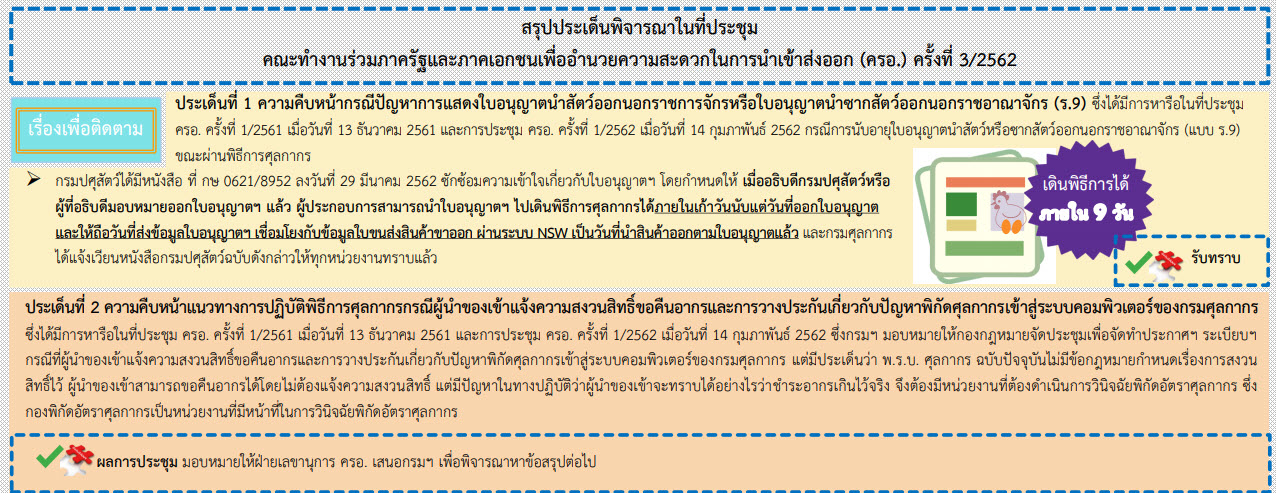 สรุปประเด็นพิจารณาในที่ประชุม
คณะทำงานร่วมภาครัฐและภาคเอกชนเพื่ออำนวยความสะดวกในการนำเข้าส่งออก (ครอ.) ครั้งที่ 3/2562
เรื่องเพื่อติดตาม
ประเด็นที่ 1 ความคืบหน้ากรณีปัญหาการแสดงใบอนุญาตนำสัตว์ออกนอกราชการจักรหรือใบอนุญาตนำซากสัตว์ออกนอกราชอาณาจักร (ร.9) ซึ่งได้มีการหารือในที่ประชุม
ครอ. ครั้งที่ 1/2561 เมื่อวันที่ 13 ธันวาคม 2561 และการประชุม ครอ. ครั้งที่ 1/2562 เมื่อวันที่ 14 กุมภาพันธ์ 2562 กรณีการนับอายุใบอนุญาตนำสัตว์หรือซากสัตว์ออกนอกราชอาณาจักร (แบบ ร.9)
ขณะผ่านพิธีการศุลกากร
➢ กรมปศุสัตว์ได้มีหนังสือ ที่ กษ 0621/8952 ลงวันที่ 29 มีนาคม 2562 ซักซ้อมความเข้าใจเกี่ยวกับใบอนุญาตฯ โดยกำหนดให้ เมื่ออธิบดีกรมปศุสัตว์หรือ
ผู้ที่อธิบดีมอบหมายออกใบอนุญาตฯ แล้ว ผู้ประกอบการสามารถนำใบอนุญาตฯ ไปเดินพิธีการศุลกากรได้ภายในเก้าวันนับแต่วันที่ออกใบอนุญาต
และให้ถือวันที่ส่งข้อมูลใบอนุญาตฯ เชื่อมโยงกับข้อมูลใบขนส่งสินค้าขาออก ผ่านระบบ NSW เป็นวันที่นำสินค้าออกตามใบอนุญาตแล้ว และกรมศุลกากร
ได้แจ้งเวียนหนังสือกรมปศุสัตว์ฉบับดังกล่าวให้ทุกหน่วยงานทราบแล้ว
เดินพิธีการได้
ภายใน 9 วัน
รับทราบ
ประเด็นที่ 2 ความคืบหน้าแนวทางการปฏิบัติพิธีการศุลกากรกรณีผู้นำของเข้าแจ้งความสงวนสิทธิ์ขอคืนอากรและการวางประกันเกี่ยวกับปัญหาพิกัดศุลกากรเข้าสู่ระบบคอมพิวเตอร์ของกรมศุลกากร
ซึ่งได้มีการหารือในที่ประชุม ครอ. ครั้งที่ 1/2561 เมื่อวันที่ 13 ธันวาคม 2561 และการประชุม ครอ. ครั้งที่ 1/2562 เมื่อวันที่ 14 กุมภาพันธ์ 2562 ซึ่งกรมฯ มอบหมายให้กองกฎหมายจัดประชุมเพื่อจัดทำประกาศฯ ระเบียบฯ
กรณีที่ผู้นำของเข้าแจ้งความสงวนสิทธิ์ขอคืนอากรและการวางประกันเกี่ยวกับปัญหาพิกัดศุลกากรเข้าสู่ระบบคอมพิวเตอร์ของกรมศุลกากร แต่มีประเด็นว่า พ.ร.บ. ศุลกากร ฉบับปัจจุบันไม่มีข้อกฎหมายกำหนดเรื่องการสงวน
สิทธิ์ไว้ ผู้นำของเข้าสามารถขอคืนอากรได้โดยไม่ต้องแจ้งความสงวนสิทธิ์ แต่มีปัญหาในทางปฏิบัติว่าผู้นำของเข้าจะทราบได้อย่างไรว่าชำระอากรเกินไว้จริง จึงต้องมีหน่วยงานที่ต้องดำเนินการวินิจฉัยพิกัดอัตราศุลกากร ซึ่ง
กองพิกัดอัตราศุลกากรเป็นหน่วยงานที่มีหน้าที่ในการวินิจฉัยพิกัดอัตราศุลกากร
ผลการประชุม มอบหมายให้ฝ่ายเลขานุการ ครอ. เสนอกรมฯ เพื่อพิจารณาหาข้อสรุปต่อไป